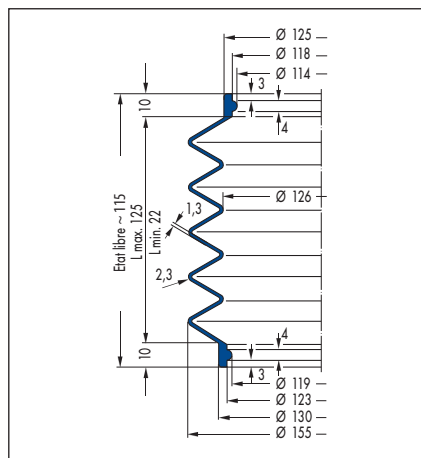 Ø 125
Ø 118
Ø 114
3
10
4
Etat libre ~ 115
L max. 125
L min. 22
Ø 126
1,3
2,3
4
10
3
Ø 119
Ø 123
Ø 130
Ø 155